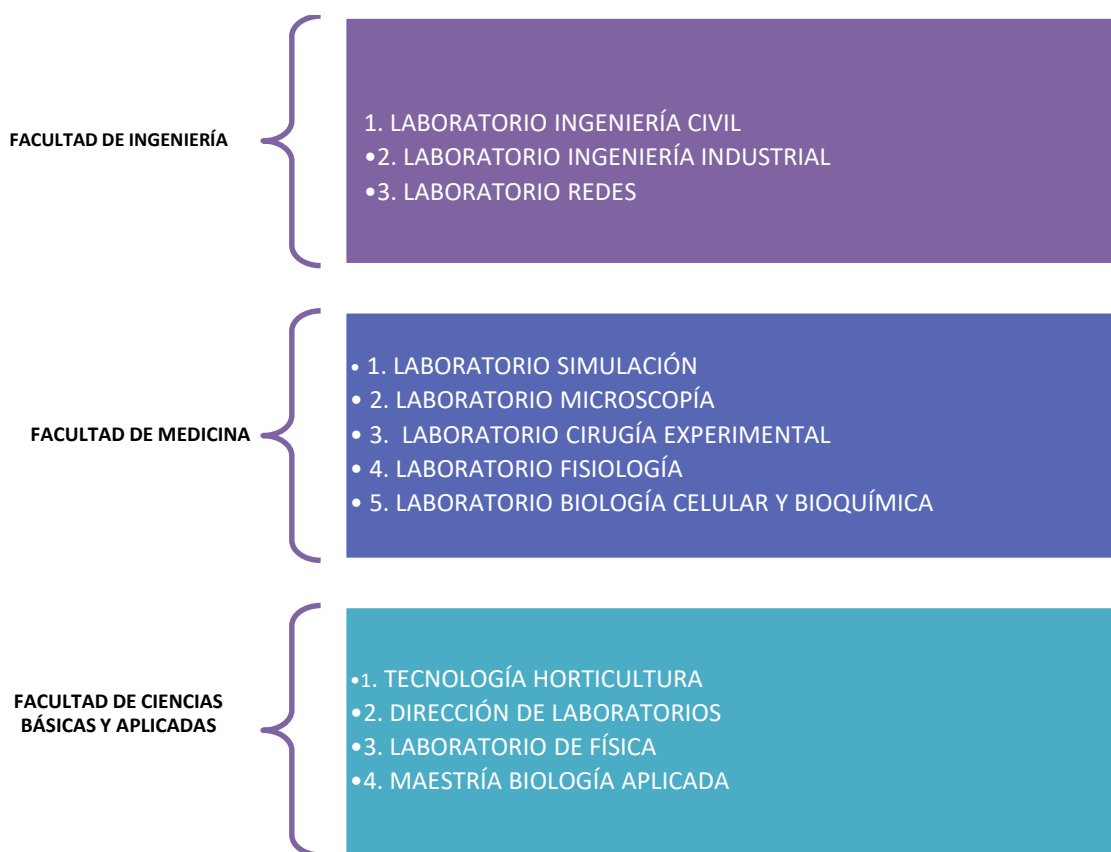 FACULTAD DE INGENIERÍA
1. LABORATORIO INGENIERÍA CIVIL
•2. LABORATORIO INGENIERÍA INDUSTRIAL
•3. LABORATORIO REDES
FACULTAD DE MEDICINA
• 1. LABORATORIO SIMULACIÓN
• 2. LABORATORIO MICROSCOPÍA
• 3.  LABORATORIO CIRUGÍA EXPERIMENTAL
• 4. LABORATORIO FISIOLOGÍA
• 5. LABORATORIO BIOLOGÍA CELULAR Y BIOQUÍMICA
FACULTAD DE CIENCIAS
BÁSICAS Y APLICADAS
•1. TECNOLOGÍA HORTICULTURA
•2. DIRECCIÓN DE LABORATORIOS
•3. LABORATORIO DE FÍSICA
•4. MAESTRÍA BIOLOGÍA APLICADA